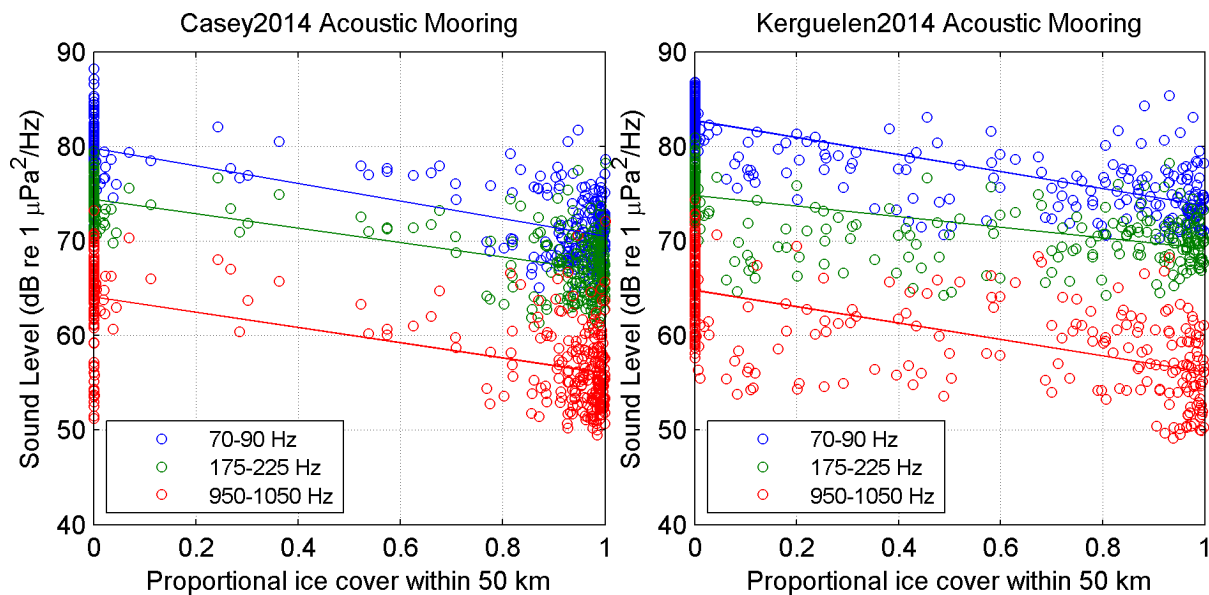 Casey2014 Acoustic Mooring
Sound Level (dB re 1 μPa²/Hz)
90
80
70
60
50
40
70-90 Hz
175-225 Hz
950-1050 Hz
0 0.2 0.4 0.6 0.8 1
Proportional ice cover within 50 km
Kerguelen2014 Acoustic Mooring
Sound Level (dB re 1 μPa²/Hz)
90
80
70
60
50
40
70-90 Hz
175-225 Hz
950-1050 Hz
0 0.2 0.4 0.6 0.8 1
Proportional ice cover within 50 km